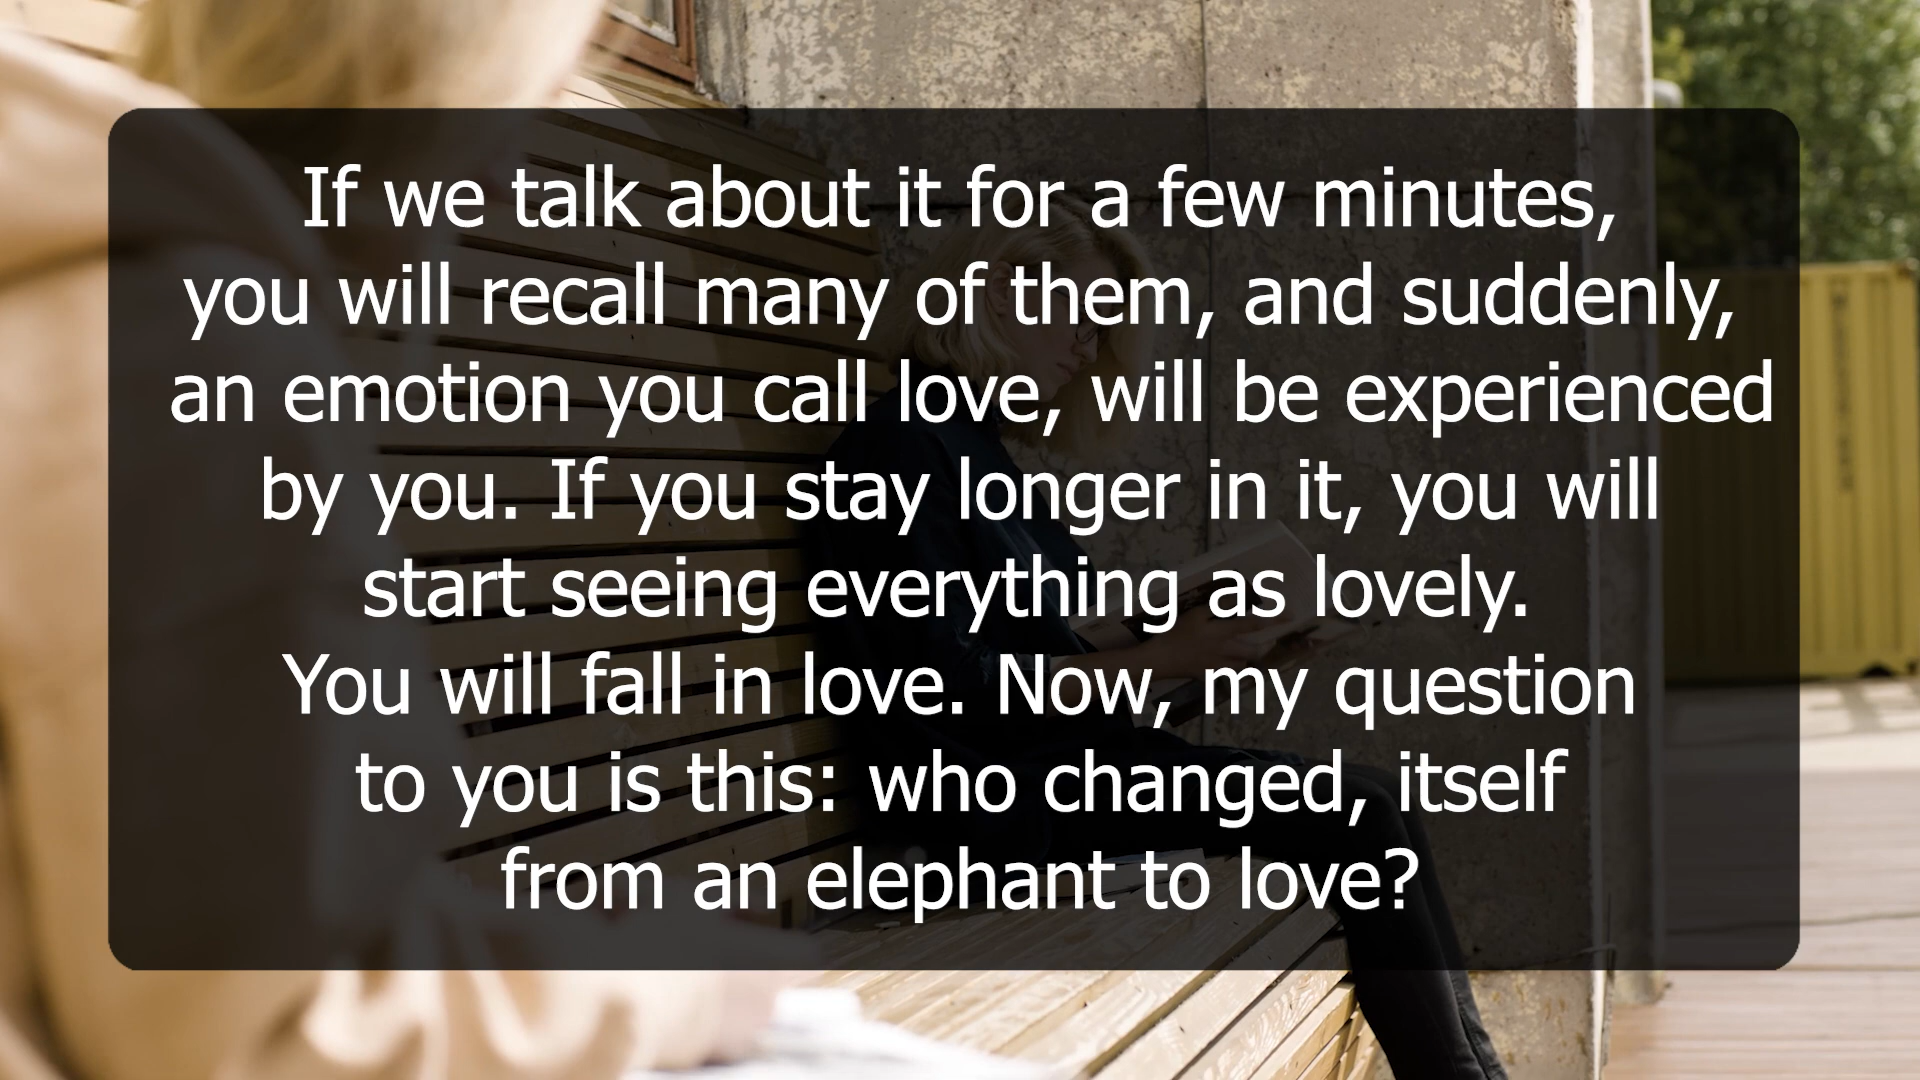 If we talk about it for a few minutes,
you will recall many of them, and suddenly,
an emotion you call love, will be experienced
by you. If you stay longer in it, you will
start seeing everything as lovely.
You will fall in love. Now, my question
to you is this: who changed, itself
from an elephant to love?